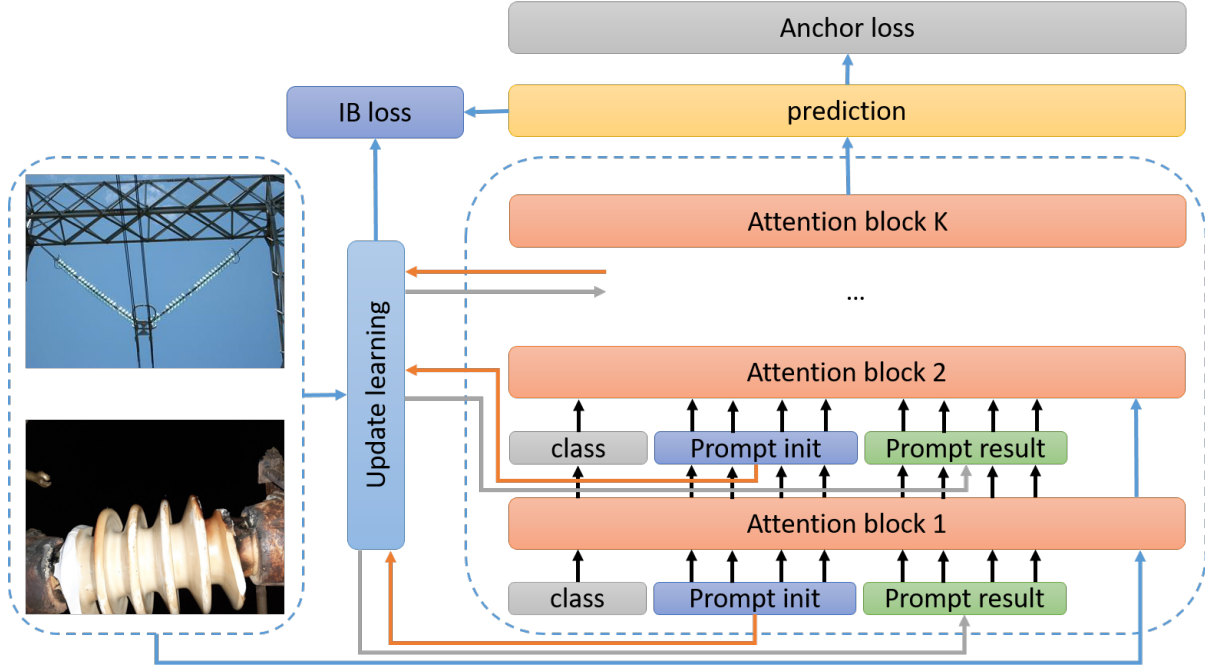 Anchor loss
IB loss
prediction
Attention block K
...
Update learning
Attention block 2
class
Prompt init
Prompt result
Attention block 1
class
Prompt init
Prompt result